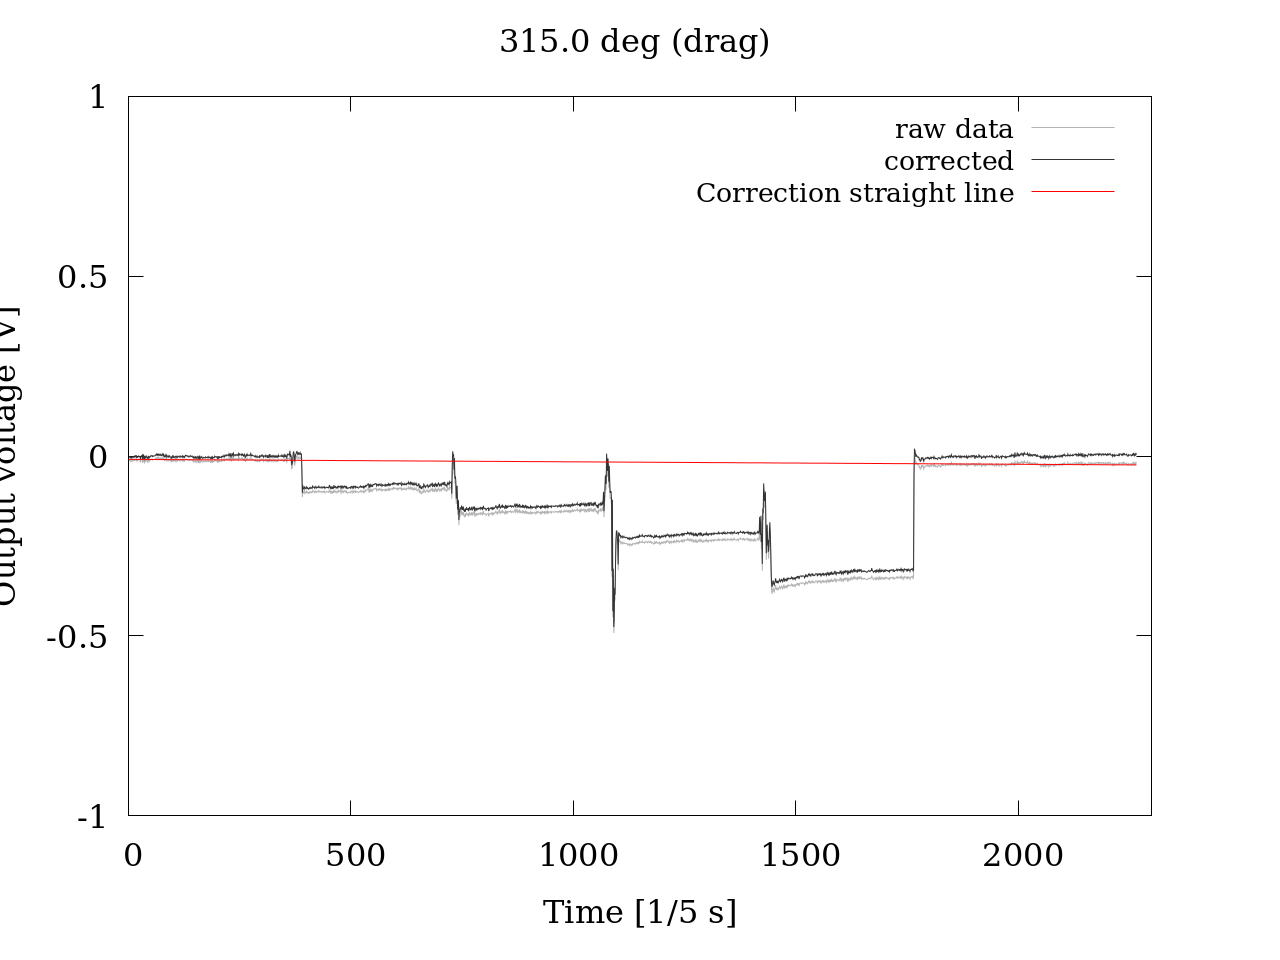 315.0 deg (drag)
raw data
corrected
Correction straight line
Output voltage [V]
1
0.5
0
-0.5
-1
0
500
1000
1500
2000
Time [1/5 s]